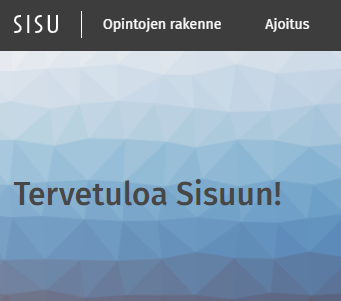 SISU Opintojen rakenne Ajoitus
Tervetuloa Sisuun!